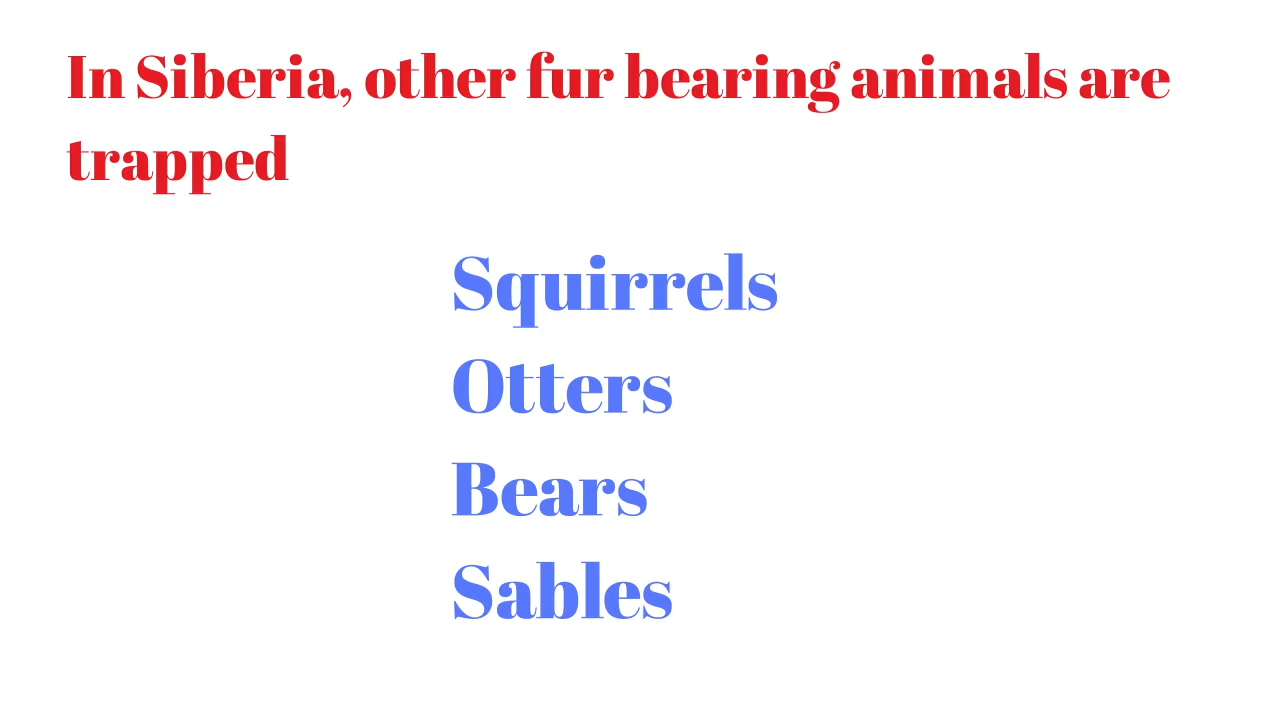 In Siberia, other fur bearing animals are
trapped
Squirrels
Otters
Bears
Sables